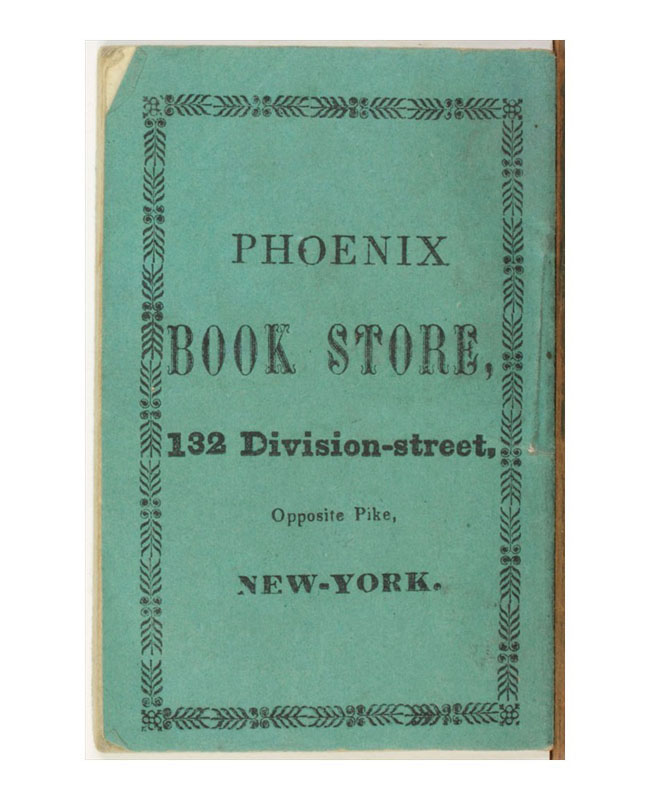 PHOENIX
BOOK STORE,
132 Division-street,
Opposite Pike,
NEW-YORK.